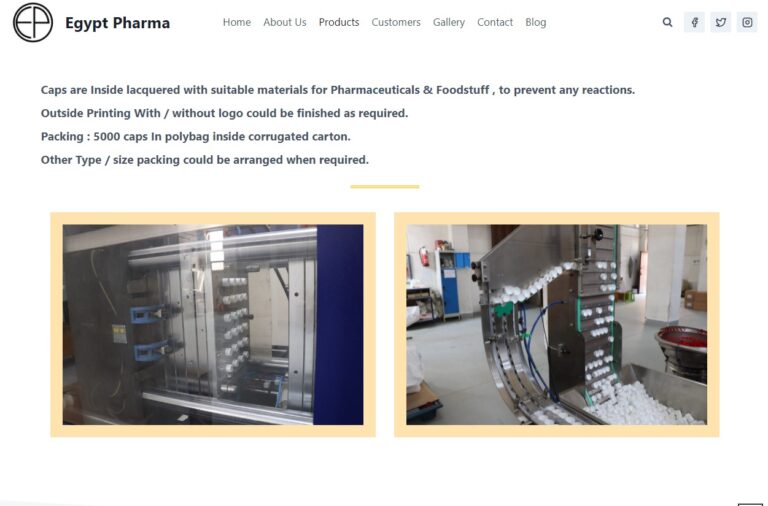 Egypt Pharma
Home About Us Products Customers Gallery Contact Blog
Caps are Inside lacquered with suitable materials for Pharmaceuticals & Foodstuff , to prevent any reactions.
Outside Printing With / without logo could be finished as required.
Packing : 5000 caps In polybag inside corrugated carton.
Other Type / size packing could be arranged when required.